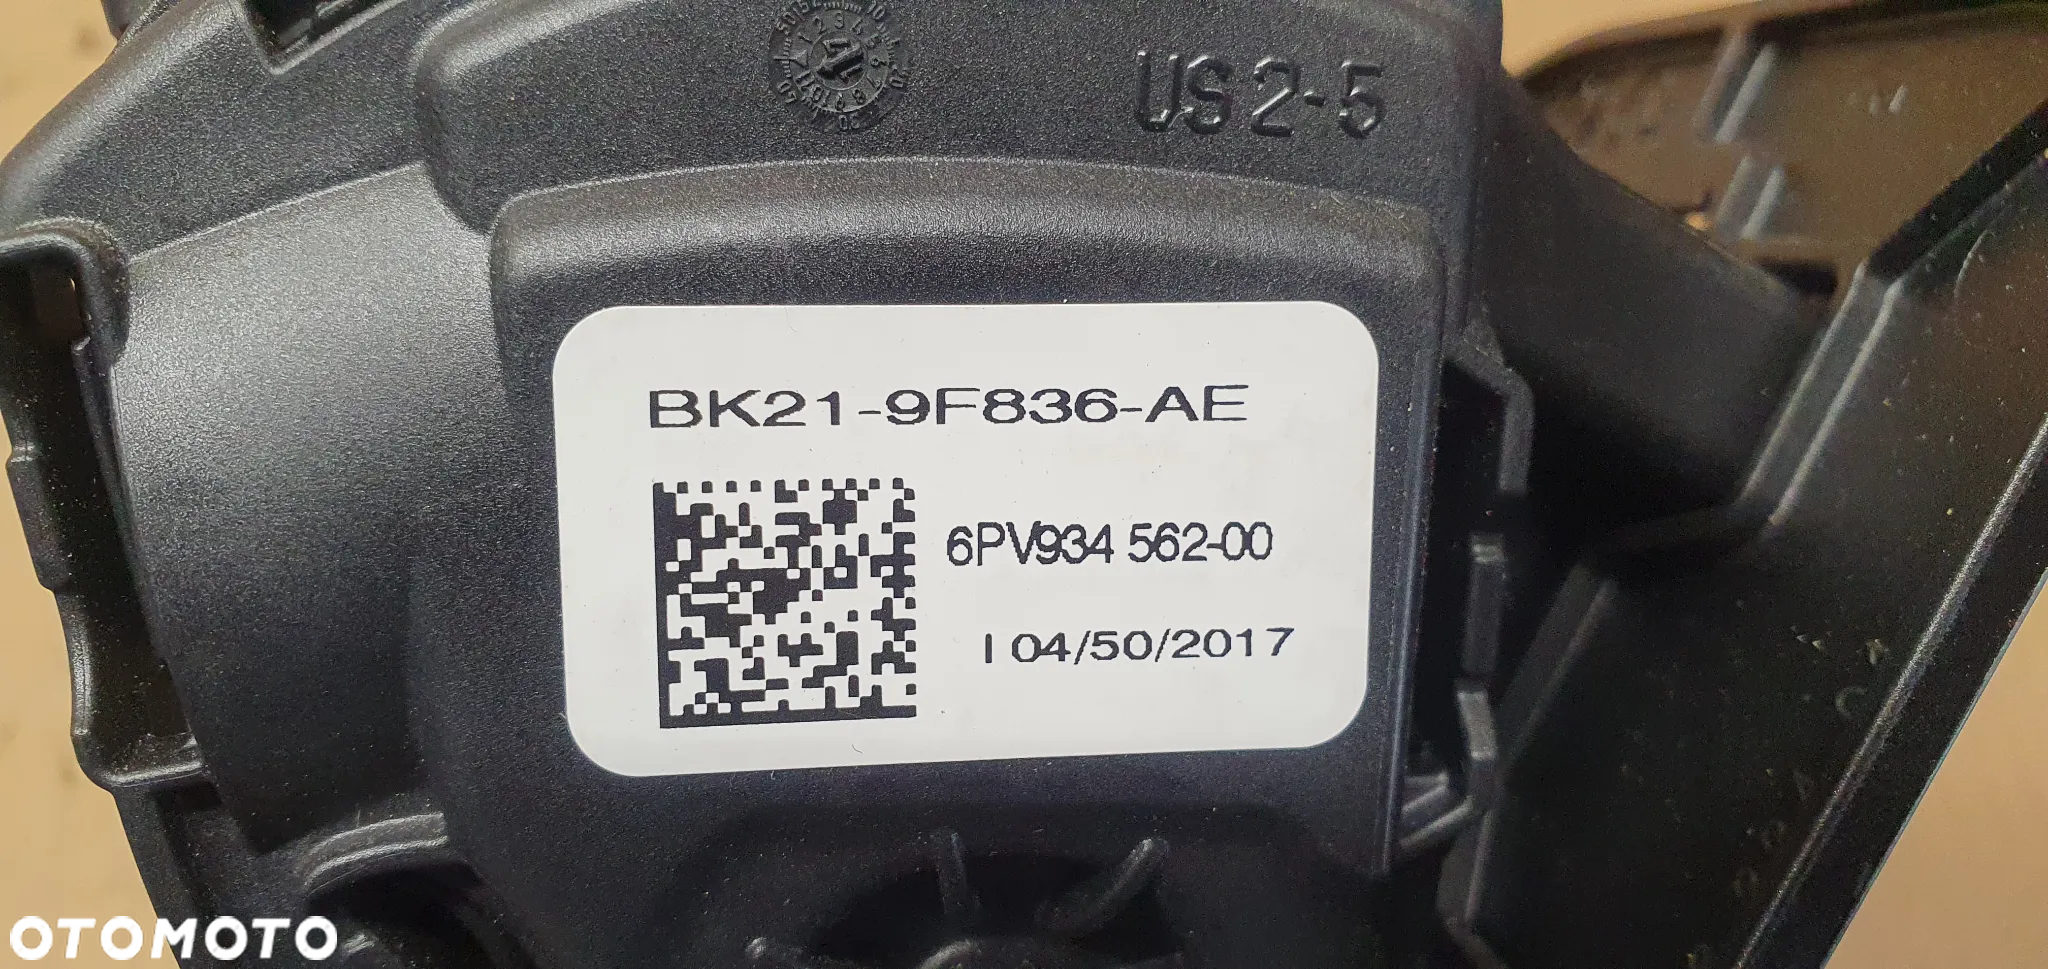 US 2-5
BK21-9F836-AE
6PV934 562-00
I 04/50/2017
OTOMOTO